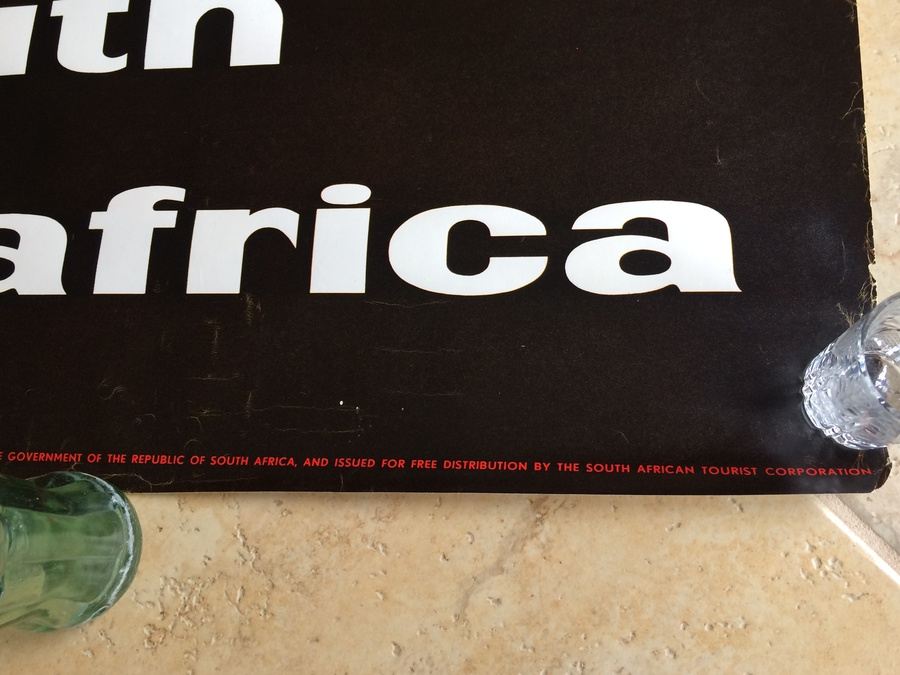 uth
africa
GOVERNMENT OF THE REPUBLIC OF SOUTH AFRICA, AND ISSUED FOR FREE DISTRIBUTION BY THE SOUTH AFRICAN TOURIST CORPORATION